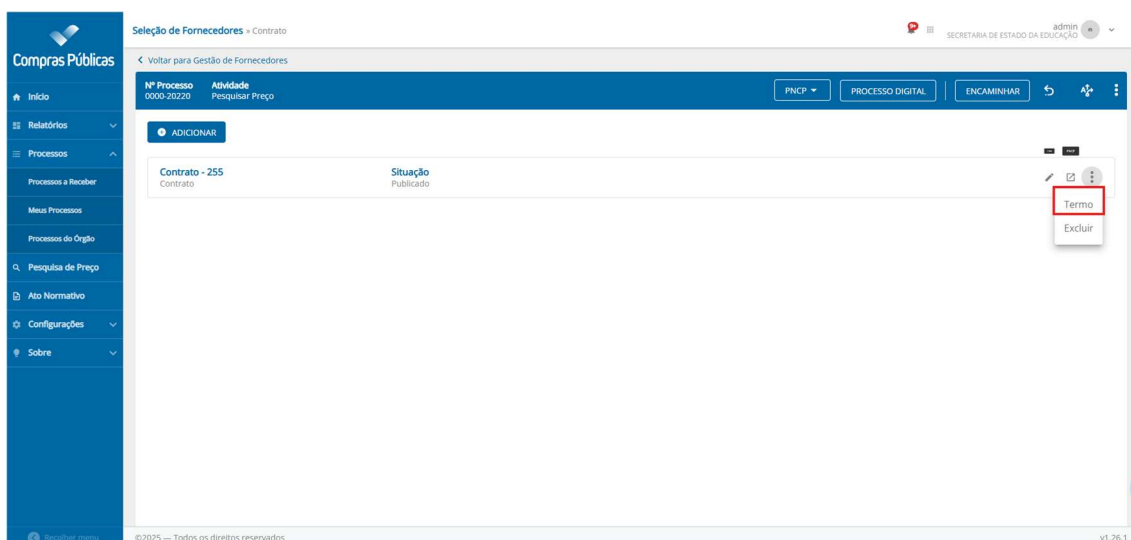 Compras Públicas
Início
Relatórios
Processos
Processos a Receber
Meus Processos
Processos do Órgão
Pesquisa de Preço
Ato Normativo
Configurações
Sobre
Recolher menu
Seleção de Fornecedores » Contrato
9+
admin
SECRETARIA DE ESTADO DA EDUCAÇÃO
Voltar para Gestão de Fornecedores
Nº Processo Atividade
0000-20220 Pesquisar Preço
PNCP PROCESSO DIGITAL ENCAMINHAR
ADICIONAR
PNCP
Contrato - 255 Situação
Contrato Publicado
Termo
Excluir
©2025 — Todos os direitos reservados v1.26.1